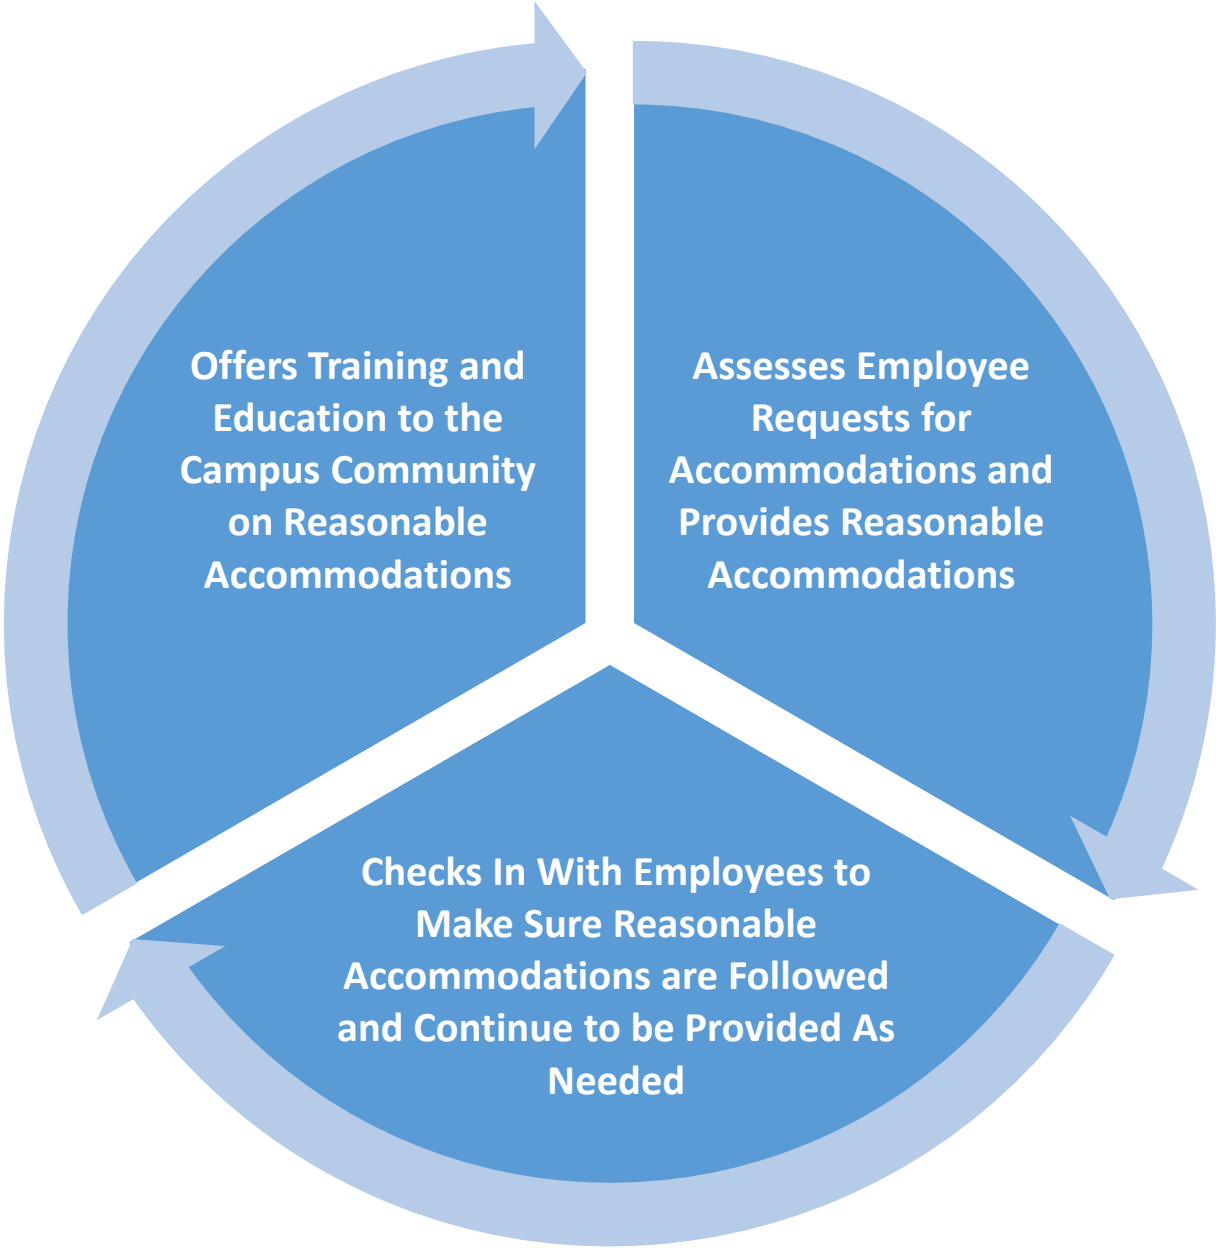 Offers Training and
Education to the
Campus Community
on Reasonable
Accommodations
Assesses Employee
Requests for
Accommodations and
Provides Reasonable
Accommodations
Checks In With Employees to
Make Sure Reasonable
Accommodations are Followed
and Continue to be Provided As
Needed